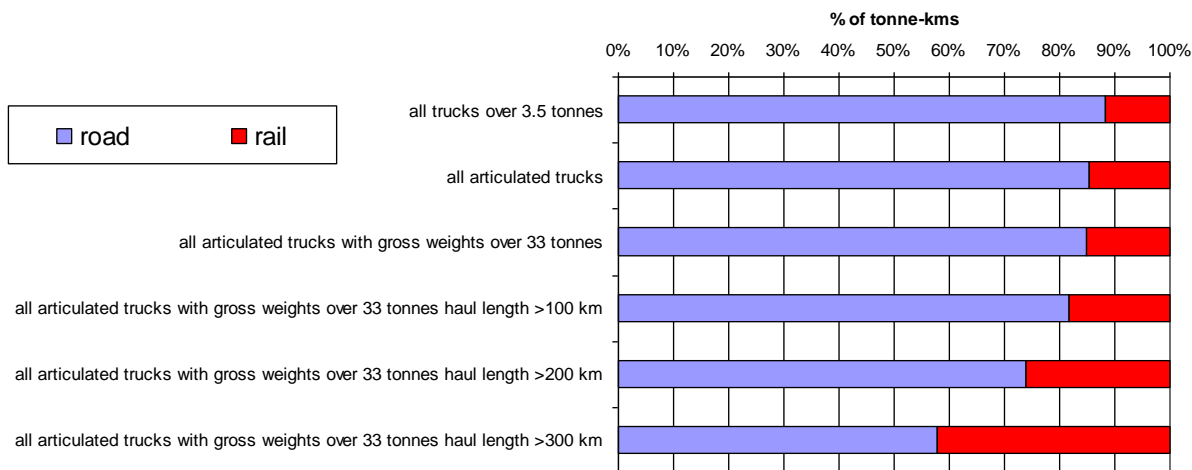 % of tonne-kms
0% 10% 20% 30% 40% 50% 60% 70% 80% 90% 100%
all trucks over 3.5 tonnes
road rail
all articulated trucks
all articulated trucks with gross weights over 33 tonnes
all articulated trucks with gross weights over 33 tonnes haul length >100 km
all articulated trucks with gross weights over 33 tonnes haul length >200 km
all articulated trucks with gross weights over 33 tonnes haul length >300 km